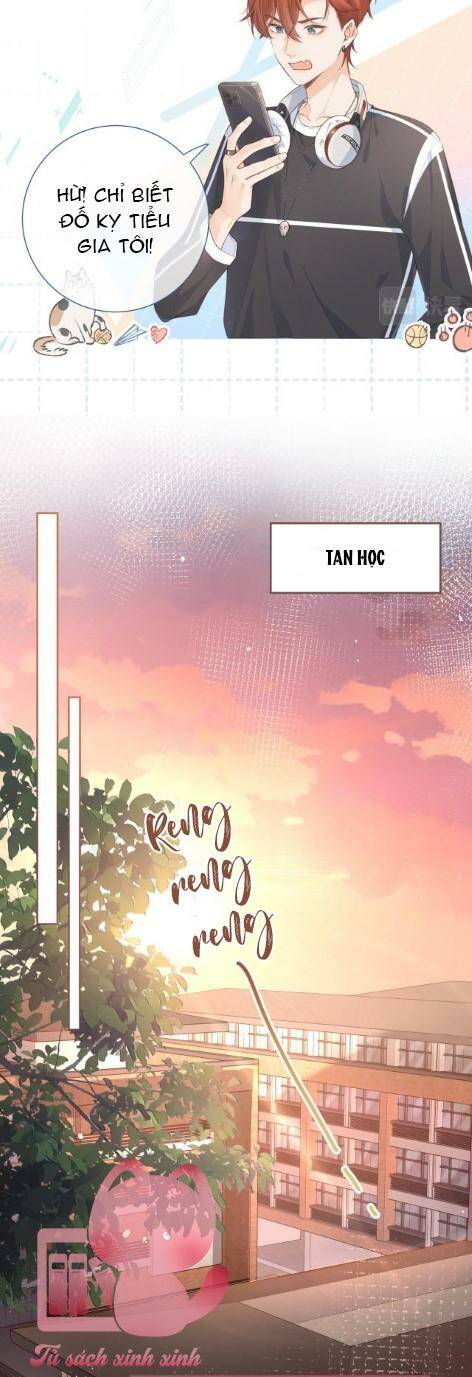 HỪ! CHỈ BIẾT
ĐỐ KỴ TIỂU
GIA TÔI!
TAN HỌC
Reng
reng
reng
Tủ sách xinh xinh